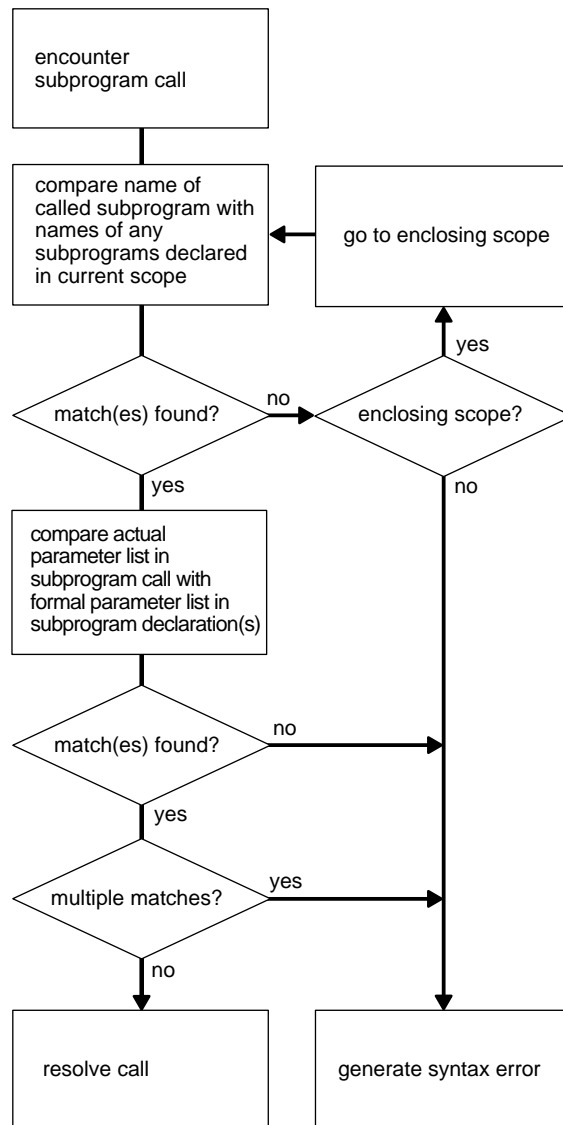 encounter
subprogram call
compare name of
called subprogram with
names of any
subprograms declared
in current scope
go to enclosing scope
yes
match(es) found?
no
enclosing scope?
yes
no
compare actual
parameter list in
subprogram call with
formal parameter list in
subprogram declaration(s)
match(es) found?
no
yes
multiple matches?
yes
no
resolve call
generate syntax error